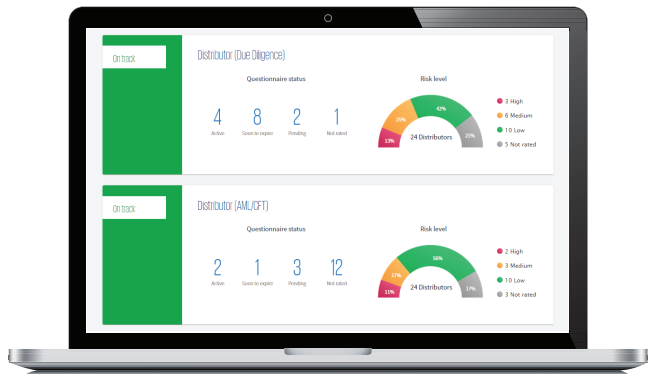 On track
Distributor (Due Diligence)
Questionnaire status
4 8 2 1
Active Soon to expire Pending Not rated
Risk level
13% 25% 42% 21%
24 Distributors
3 High
6 Medium
10 Low
5 Not rated
On track
Distributor (AML/CFT)
Questionnaire status
2 1 3 12
Active Soon to expire Pending Not rated
Risk level
11% 17% 56% 17%
24 Distributors
2 High
3 Medium
10 Low
3 Not rated